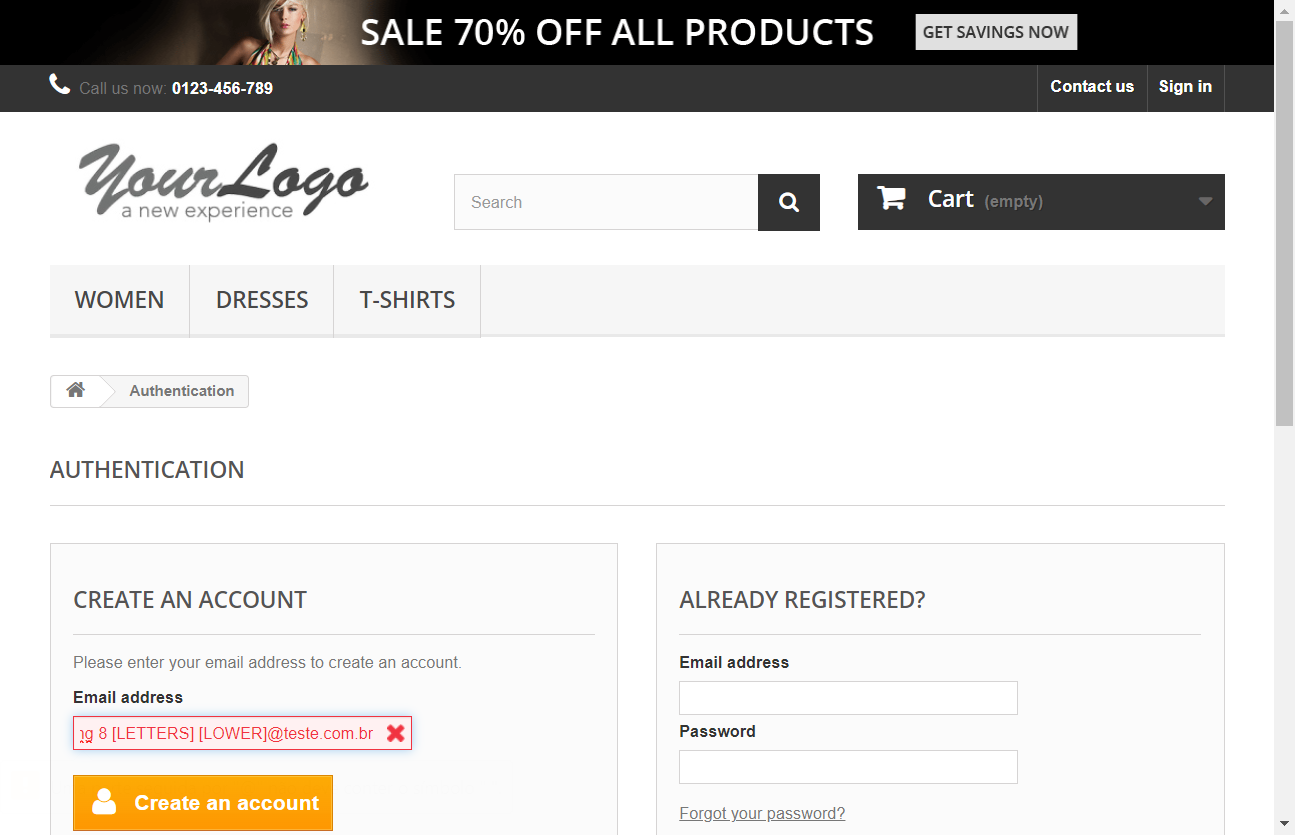 SALE 70% OFF ALL PRODUCTS GET SAVINGS NOW
Call us now: 0123-456-789 Contact us Sign in
YourLogo
a new experience
Search
Cart (empty)
WOMEN DRESSES T-SHIRTS
Authentication
AUTHENTICATION
CREATE AN ACCOUNT
Please enter your email address to create an account.
Email address
8 [LETTERS] [LOWER]@teste.com.br
Create an account
ALREADY REGISTERED?
Email address
Password
Forgot your password?